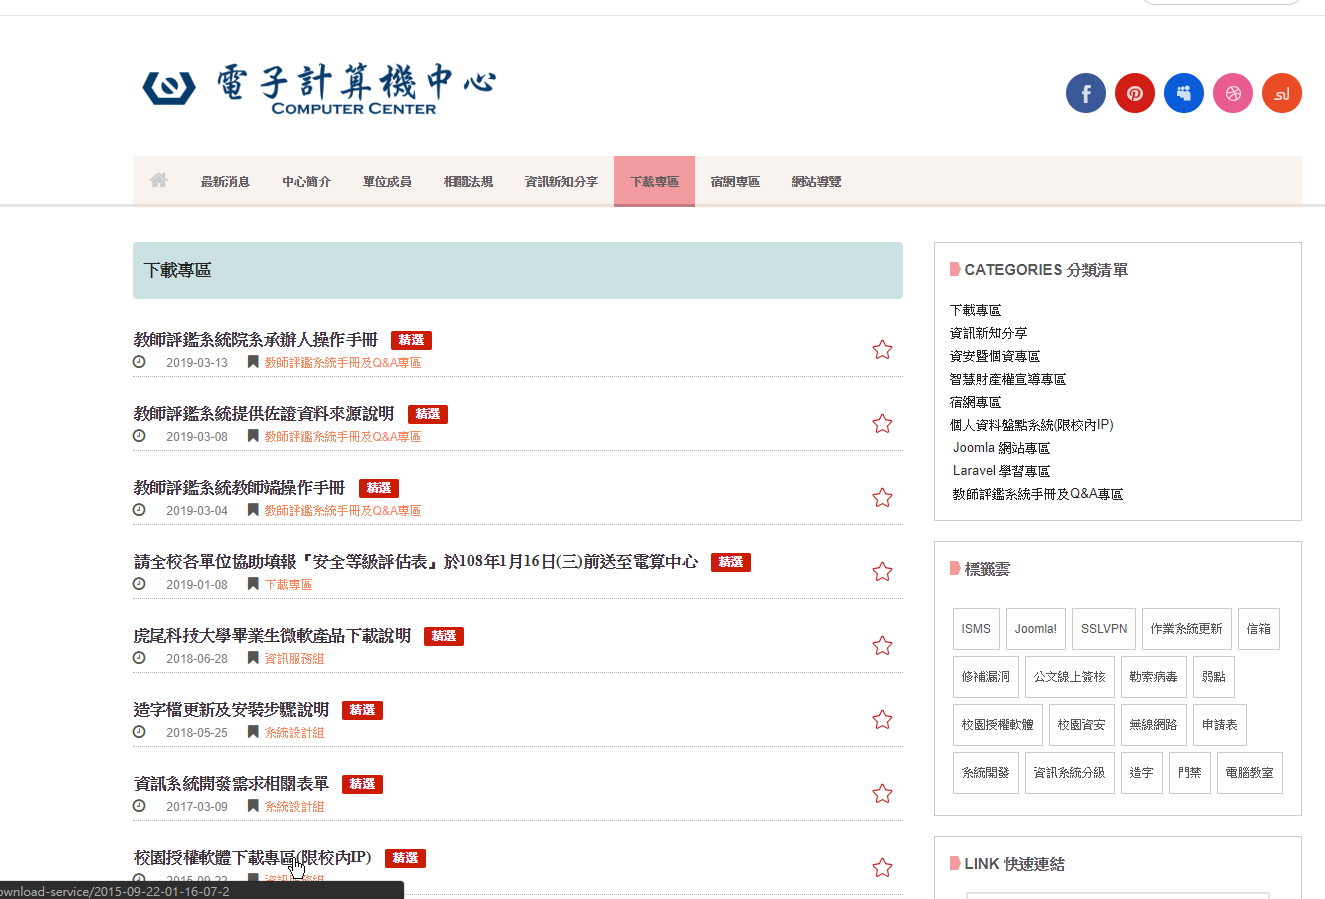 電子計算機中心
COMPUTER CENTER
最新消息 中心簡介 單位成員 相關法規 資訊新知分享 下載專區 宿網專區 網站導覽
下載專區
教師評鑑系統院系承辦人操作手冊 精選
2019-03-13 教師評鑑系統手冊及Q&A專區
教師評鑑系統提供佐證資料來源說明 精選
2019-03-08 教師評鑑系統手冊及Q&A專區
教師評鑑系統教師端操作手冊 精選
2019-03-04 教師評鑑系統手冊及Q&A專區
請全校各單位協助填報『安全等級評估表』於108年1月16日(三)前送至電算中心 精選
2019-01-08 下載專區
虎尾科技大學畢業生微軟產品下載說明 精選
2018-06-28 資訊服務組
造字檔更新及安裝步驟說明 精選
2018-05-25 系統設計組
資訊系統開發需求相關表單 精選
2017-03-09 系統設計組
校園授權軟體下載專區(限校內IP) 精選
2015-09-22 資訊服務組
ownload-service/2015-09-22-01-16-07-2
CATEGORIES 分類清單
下載專區
資訊新知分享
資安暨個資專區
智慧財產權宣導專區
宿網專區
個人資料盤點系統(限校內IP)
Joomla 網站專區
Laravel 學習專區
教師評鑑系統手冊及Q&A專區
標籤雲
ISMS Joomla! SSLVPN 作業系統更新 信箱
修補漏洞 公文線上簽核 勒索病毒 弱點
校園授權軟體 校園資安 無線網路 申請表
系統開發 資訊系統分級 造字 門禁 電腦教室
LINK 快速連結